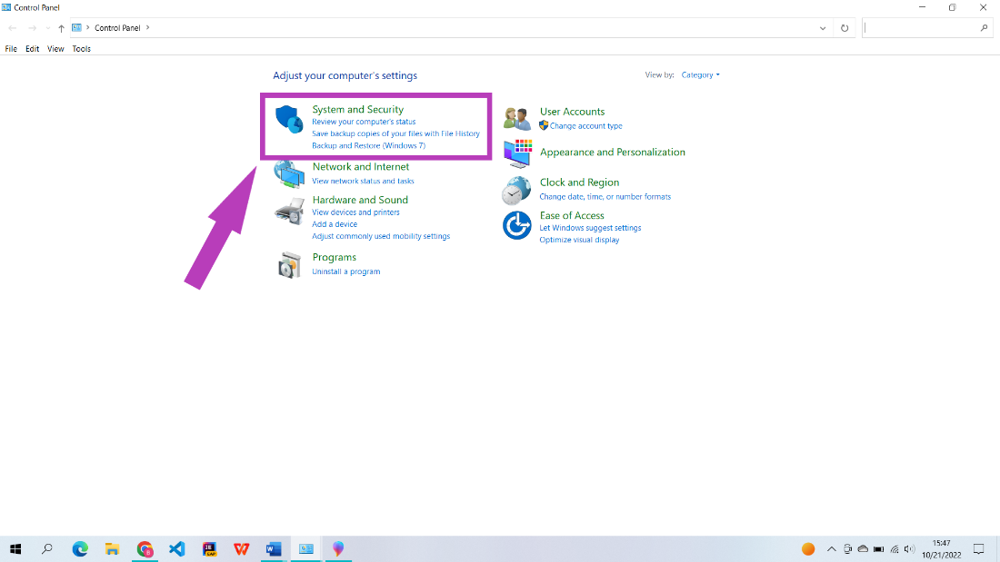 Control Panel
Control Panel
File Edit View Tools
Adjust your computer's settings
View by: Category
System and Security
Review your computer's status
Save backup copies of your files with File History
Backup and Restore (Windows 7)
Network and Internet
View network status and tasks
Hardware and Sound
View devices and printers
Add a device
Adjust commonly used mobility settings
Programs
Uninstall a program
User Accounts
Change account type
Appearance and Personalization
Clock and Region
Change date, time, or number formats
Ease of Access
Let Windows suggest settings
Optimize visual display
B
IE
SAP
W
W
15:47
10/21/2022